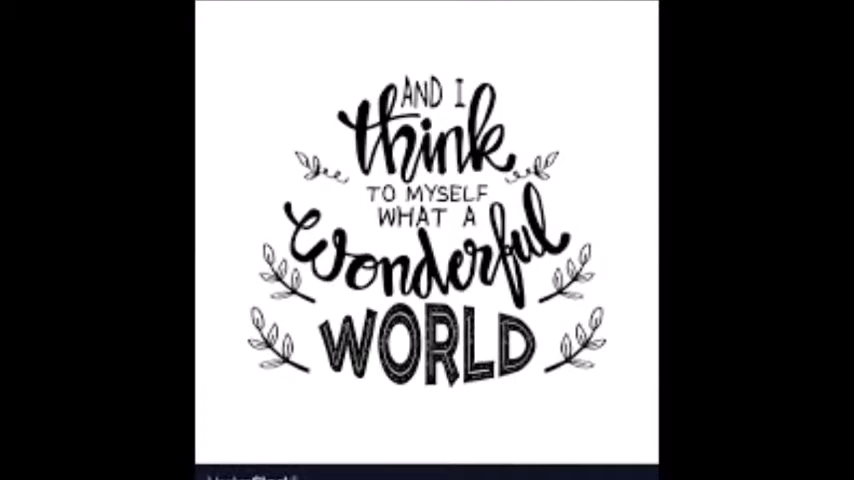 AND I
think
TO MYSELF
WHAT A
Wonderful
WORLD